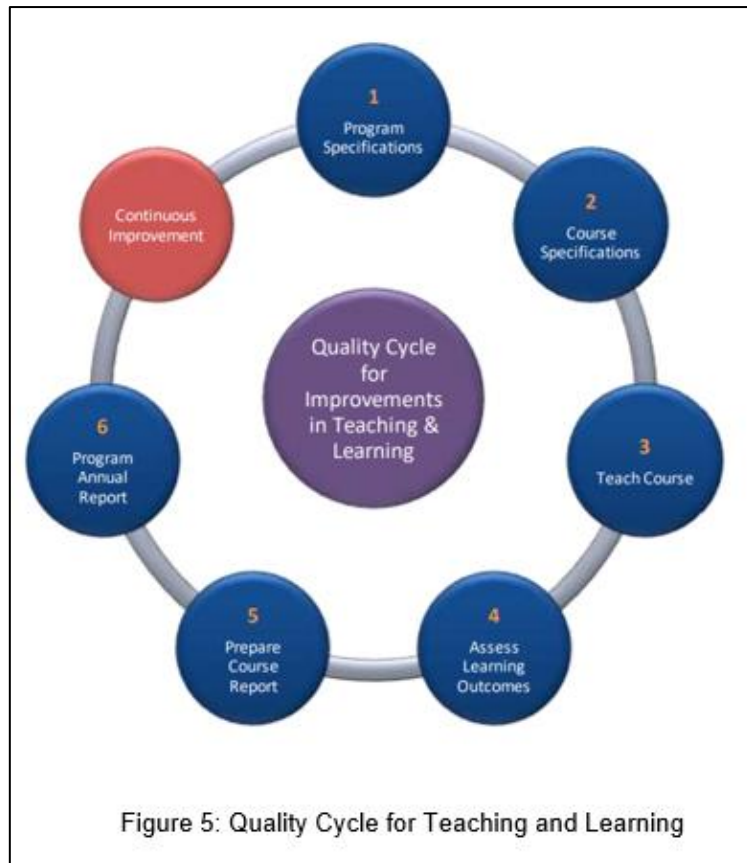 1
Program
Specifications
2
Course
Specifications
3
Teach Course
4
Assess
Learning
Outcomes
5
Prepare
Course
Report
6
Program
Annual
Report
Continuous
Improvement
Quality Cycle
for
Improvements
in Teaching &
Learning
Figure 5: Quality Cycle for Teaching and Learning